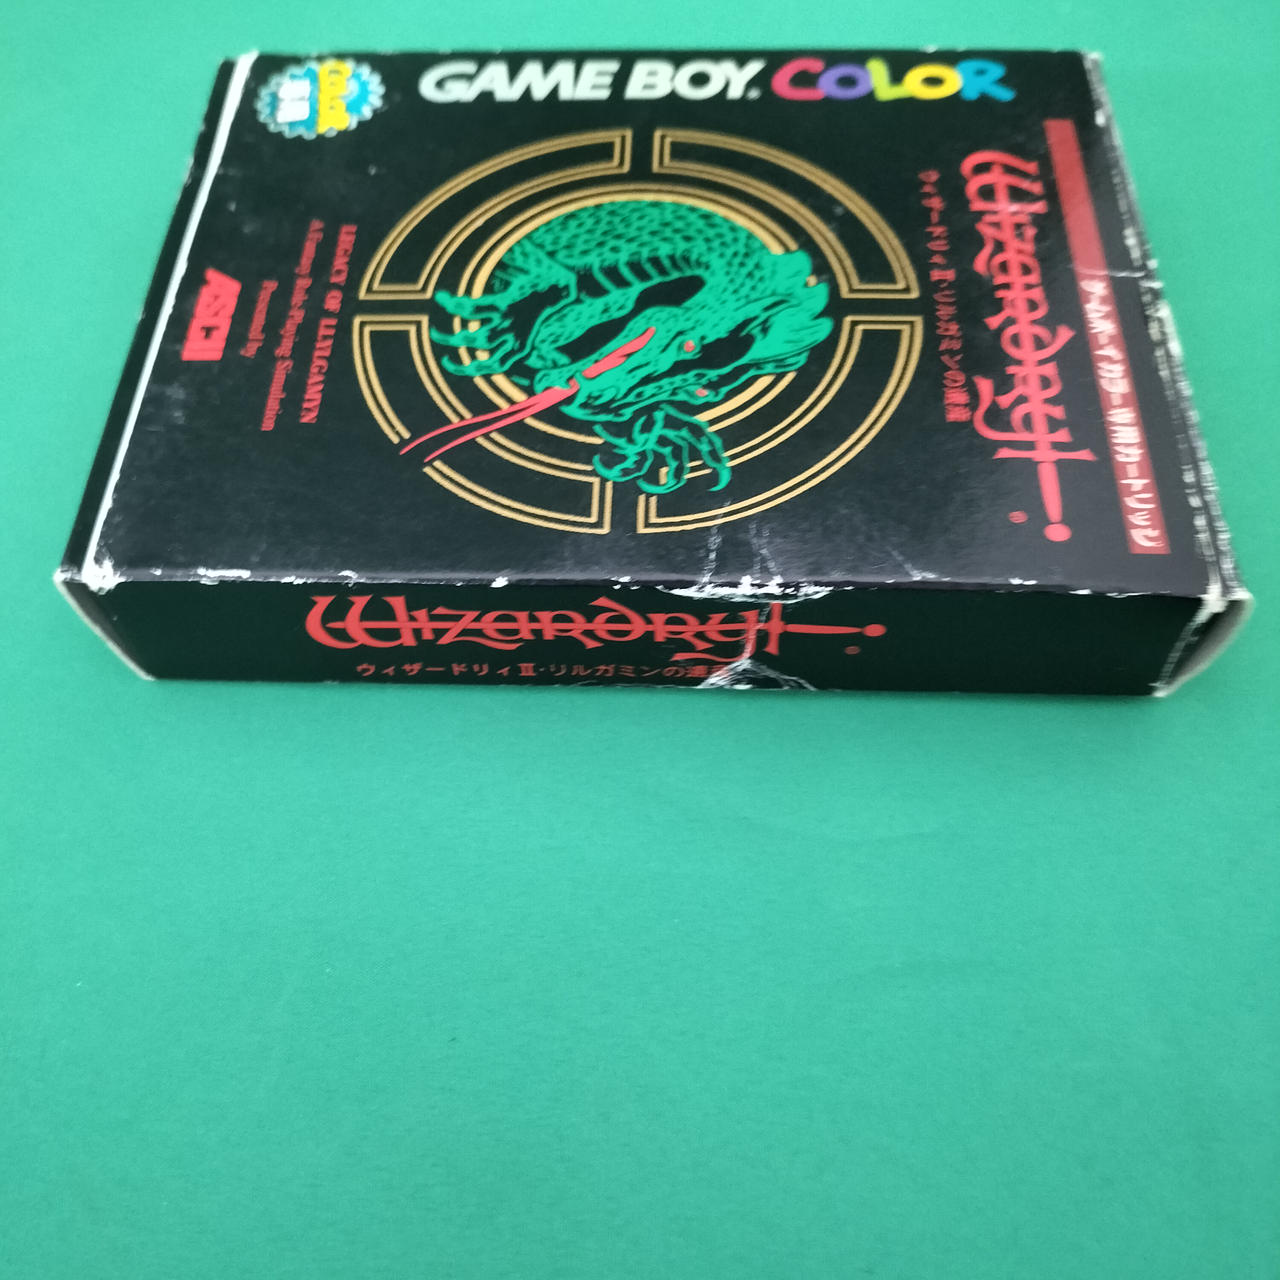 GAME BOY COLOR
COLOR
専用
ゲームボーイカラー専用カートリッジ
Wizardry®
ウィザードリィⅡ・リルガミンの遺産
LEGACY OF LLYLGAMYN
A Fantasy Role-Playing Simulation
Presented by
ASCII
Wizardry®
ウィザードリィⅡ・リルガミンの遺産